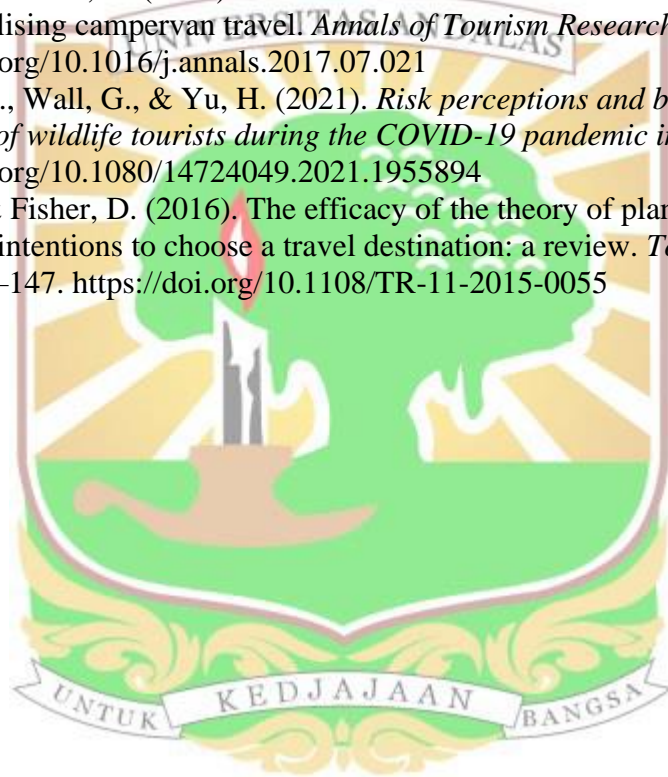 lising campervan travel. Annals of Tourism Research
UNIVERSITAS ANDALAS
org/10.1016/j.annals.2017.07.021
., Wall, G., & Yu, H. (2021). Risk perceptions and b
of wildlife tourists during the COVID-19 pandemic i
org/10.1080/14724049.2021.1955894
Fisher, D. (2016). The efficacy of the theory of plan
intentions to choose a travel destination: a review. T
–147. https://doi.org/10.1108/TR-11-2015-0055
UNTUK KEDJAJAAN BANGSA